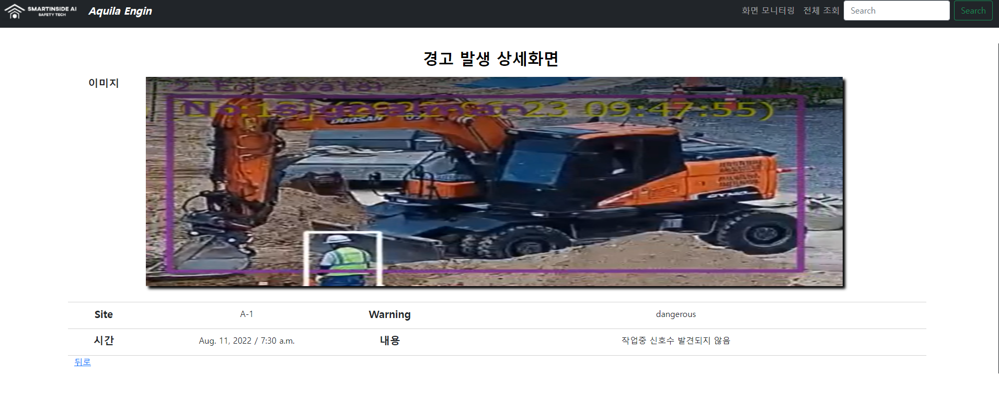 SMARTINSIDE AI
SAFETY TECH
Aquila Engin
화면 모니터링 전체 조회 Search Search
경고 발생 상세화면
이미지
2 Excavator
No signalman
23 09:47:55)
DOOSAN
Site A-1 Warning dangerous
시간 Aug. 11, 2022 / 7:30 a.m. 내용 작업중 신호수 발견되지 않음
뒤로